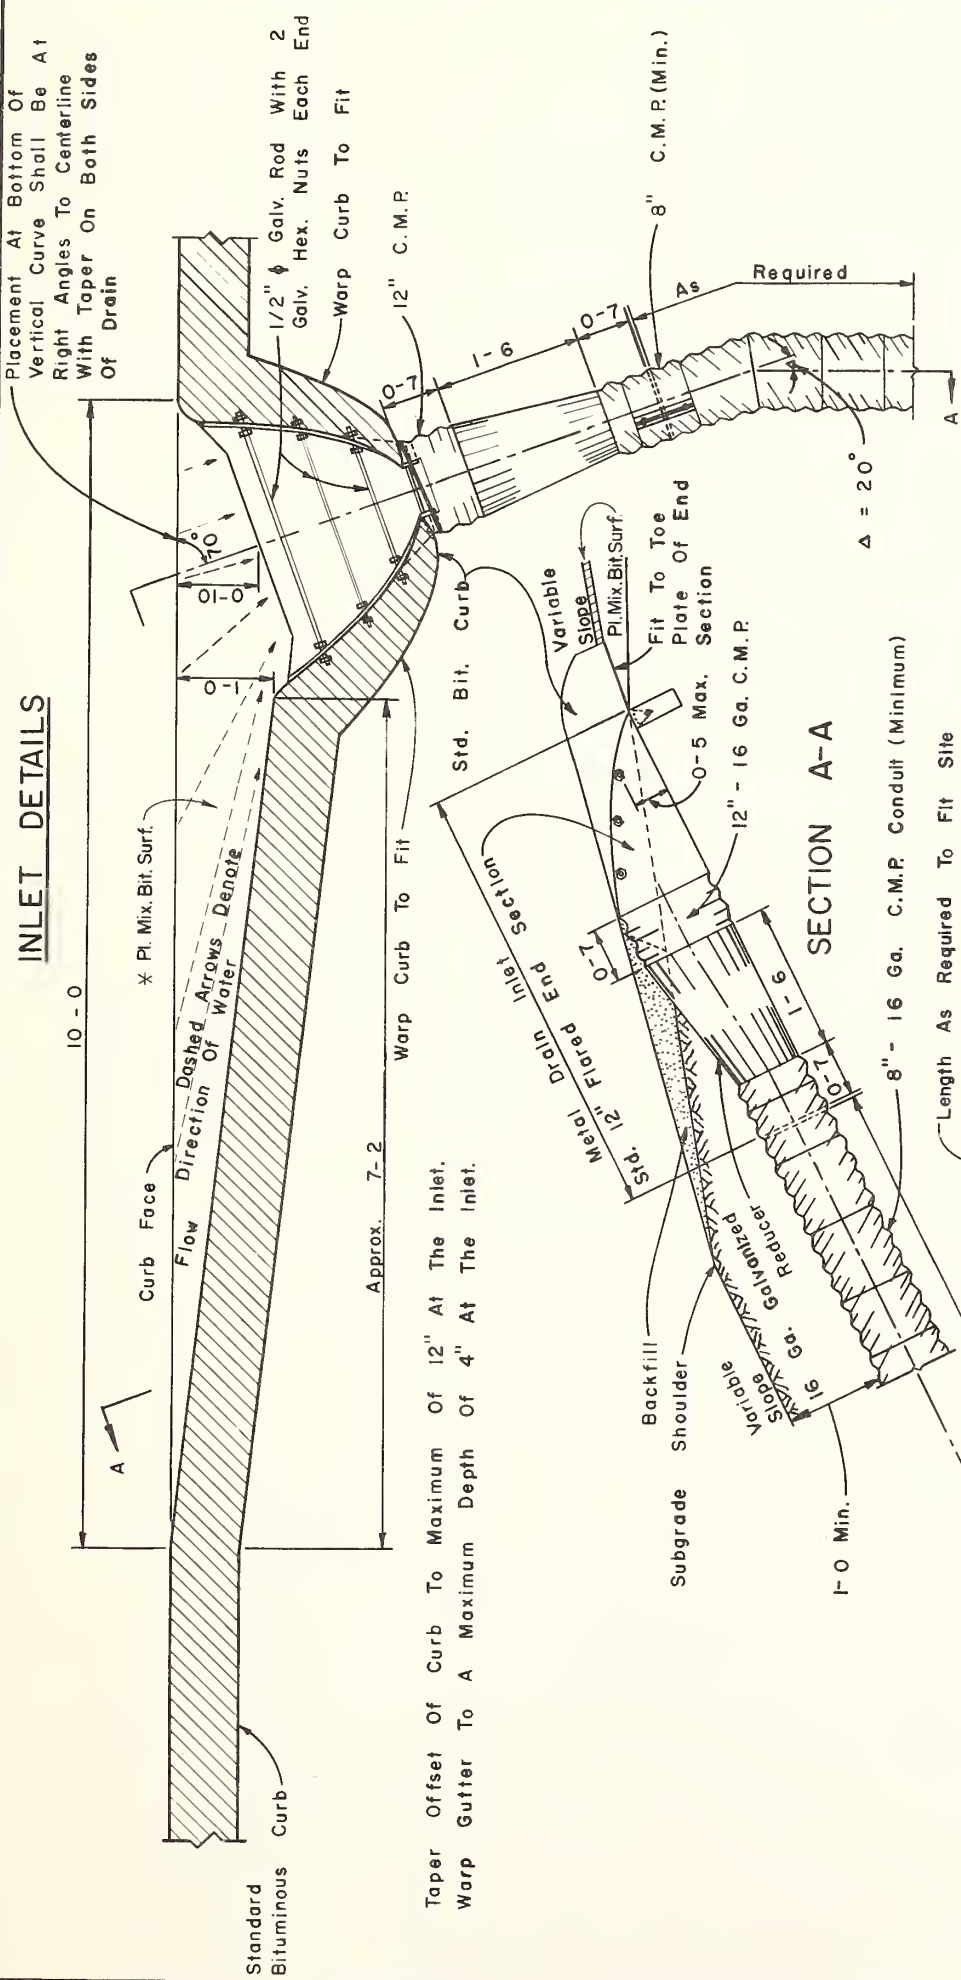 INLET DETAILS
10 - 0
Placement At Bottom Of
Vertical Curve Shall Be At
Right Angles To Centerline
With Taper On Both Sides
Of Drain
Curb Face
* Pl. Mix. Bit. Surf.
Dashed Arrows Denote
Flow Direction Of Water
70°
0-10
1-0
1/2" ϕ Galv. Rod With 2
Galv. Hex. Nuts Each End
Warp Curb To Fit
A
Standard
Bituminous Curb
Approx. 7-2
Warp Curb To Fit
0-7
12" C.M.P.
1-6
0-7
8" C.M.P. (Min.)
As
Required
A
Δ = 20°
Taper Offset Of Curb To Maximum Of 12" At The Inlet.
Warp Gutter To A Maximum Depth Of 4" At The Inlet.
Std. Bit. Curb
Variable
Slope
Pl. Mix. Bit. Surf.
Fit To Toe
Plate Of End
Section
0-5 Max.
12" - 16 Ga. C.M.P.
Metal Drain Inlet
Std. 12" Flared End Section
0-7
1-6
0-7
Backfill
Subgrade Shoulder
Variable
Slope
16 Ga. Galvanized
Reducer
1-0 Min.
8" - 16 Ga. C.M.P. Conduit (Minimum)
SECTION A-A
Length As Required To Fit Site